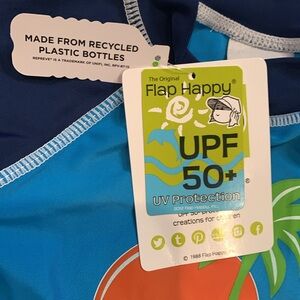 MADE FROM RECYCLED
PLASTIC BOTTLES
REPREVE® IS A TRADEMARK OF UNIFI, INC.
The Original
Flap Happy®
UPF
50+
UV Protection
creations for children
© 1988 Flap Happy